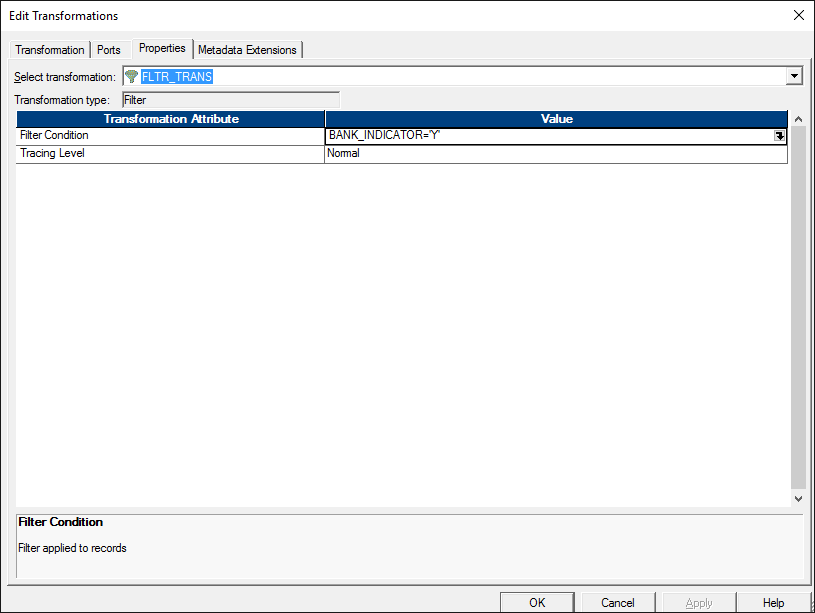 Edit Transformations
Transformation Ports Properties Metadata Extensions
Select transformation: FLTR_TRANS
Transformation type: Filter
Transformation Attribute Value
Filter Condition BANK_INDICATOR='Y'
Tracing Level Normal
Filter Condition
Filter applied to records
OK Cancel Apply Help